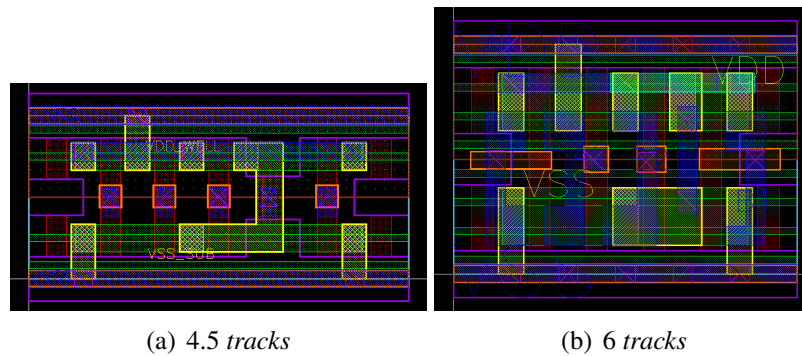 VDD
VDD_WELL
VSS
VSS_SUB
(a) 4.5 tracks
(b) 6 tracks